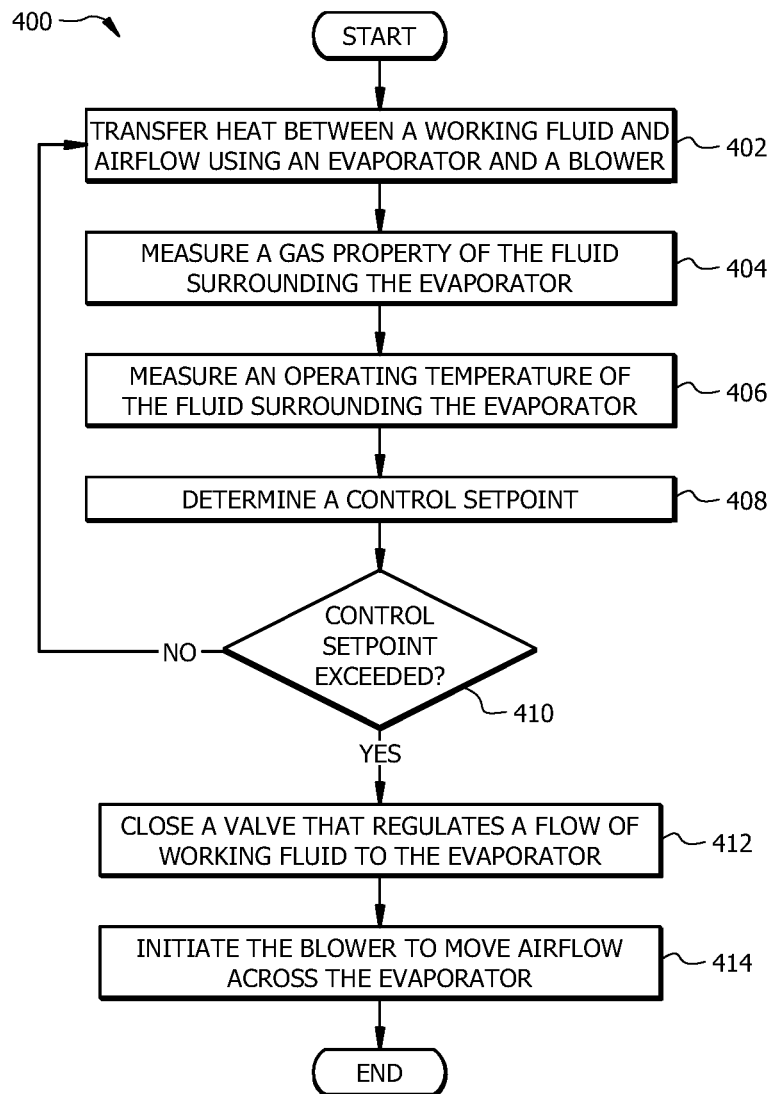 400
START
TRANSFER HEAT BETWEEN A WORKING FLUID AND
AIRFLOW USING AN EVAPORATOR AND A BLOWER
402
MEASURE A GAS PROPERTY OF THE FLUID
SURROUNDING THE EVAPORATOR
404
MEASURE AN OPERATING TEMPERATURE OF
THE FLUID SURROUNDING THE EVAPORATOR
406
DETERMINE A CONTROL SETPOINT
408
CONTROL
SETPOINT
EXCEEDED?
NO
410
YES
CLOSE A VALVE THAT REGULATES A FLOW OF
WORKING FLUID TO THE EVAPORATOR
412
INITIATE THE BLOWER TO MOVE AIRFLOW
ACROSS THE EVAPORATOR
414
END